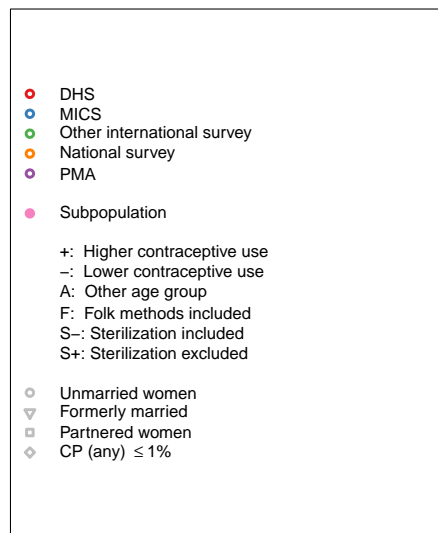 DHS
MICS
Other international survey
National survey
PMA
Subpopulation
+: Higher contraceptive use
−: Lower contraceptive use
A: Other age group
F: Folk methods included
S−: Sterilization included
S+: Sterilization excluded
Unmarried women
Formerly married
Partnered women
CP (any) ≤ 1%